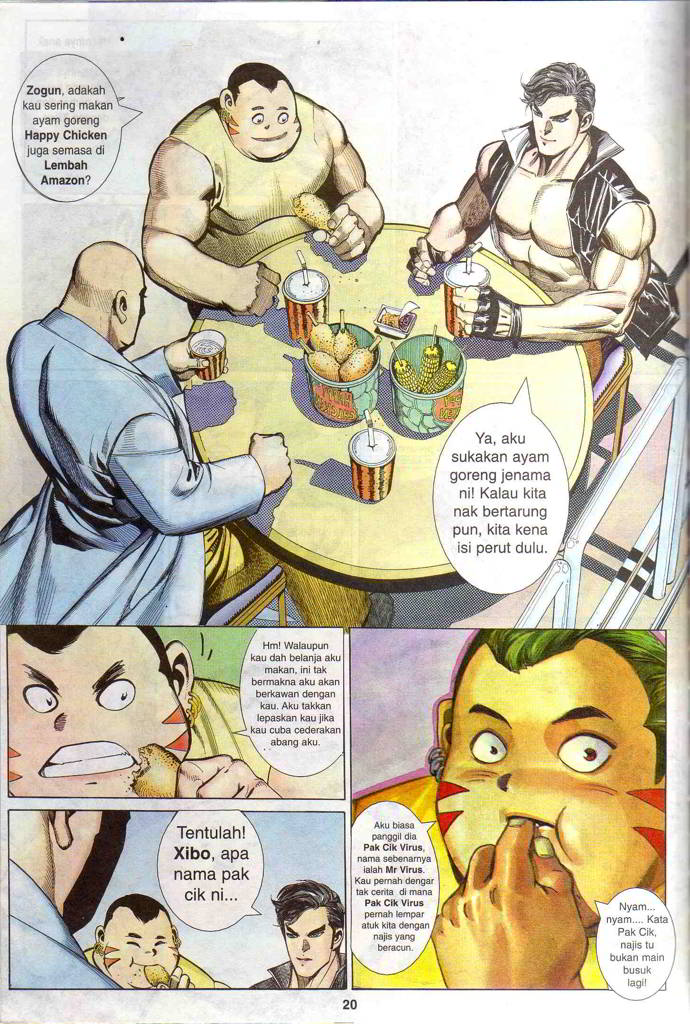 Zogun, adakah
kau sering makan
ayam goreng
Happy Chicken
juga semasa di
Lembah
Amazon?
Ya, aku
sukakan ayam
goreng jenama
ni! Kalau kita
nak bertarung
pun, kita kena
isi perut dulu.
Hm! Walaupun
kau dah belanja aku
makan, ini tak
bermakna aku akan
berkawan dengan
kau. Aku takkan
lepaskan kau jika
kau cuba cederakan
abang aku.
Tentulah!
Xibo, apa
nama pak
cik ni...
Aku biasa
panggil dia
Pak Cik Virus,
nama sebenarnya
ialah Mr Virus.
Kau pernah dengar
tak cerita di mana
Pak Cik Virus
pernah lempar
atuk kita dengan
najis yang
beracun.
Nyam...
nyam.... Kata
Pak Cik,
najis tu
bukan main
busuk
lagi!
20